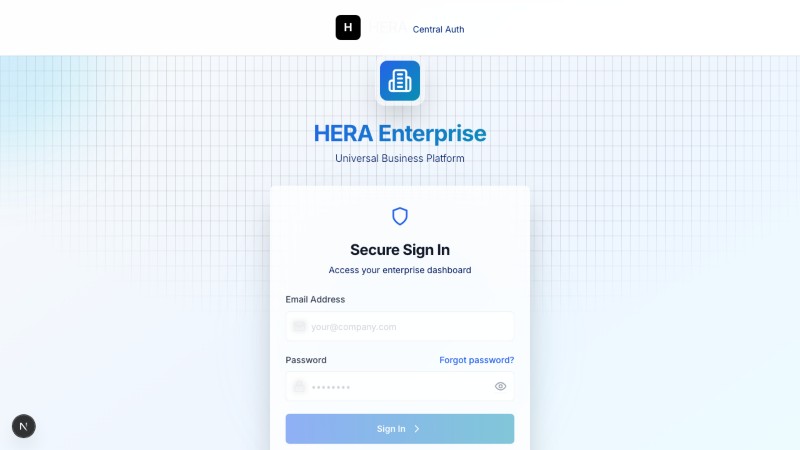 H HERA Central Auth
HERA Enterprise
Universal Business Platform
Secure Sign In
Access your enterprise dashboard
Email Address
your@company.com
Password Forgot password?
••••••••
Sign In
N